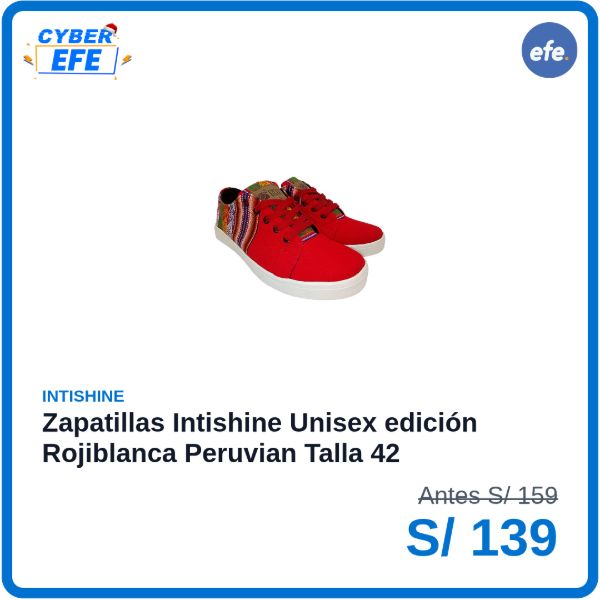 CYBER
EFE
efe.
INTISHINE
Zapatillas Intishine Unisex edición
Rojiblanca Peruvian Talla 42
Antes S/ 159
S/ 139